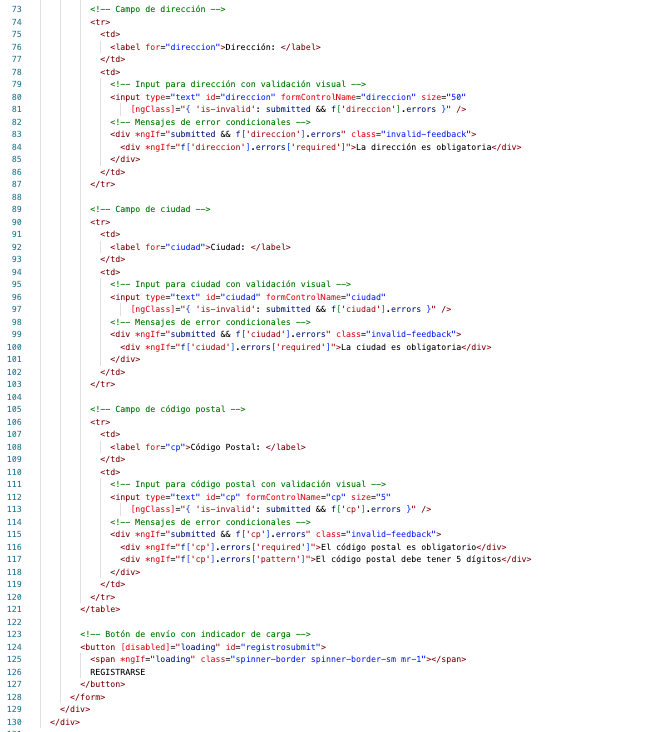 73 <!-- Campo de dirección -->
74 <tr>
75 <td>
76 <label for="direccion">Dirección: </label>
77 </td>
78 <td>
79 <!-- Input para dirección con validación visual -->
80 <input type="text" id="direccion" formControlName="direccion" size="50"
81 [ngClass]="{ 'is-invalid': submitted && f['direccion'].errors }" />
82 <!-- Mensajes de error condicionales -->
83 <div *ngIf="submitted && f['direccion'].errors" class="invalid-feedback">
84 <div *ngIf="f['direccion'].errors['required']">La dirección es obligatoria</div>
85 </div>
86 </td>
87 </tr>
88
89 <!-- Campo de ciudad -->
90 <tr>
91 <td>
92 <label for="ciudad">Ciudad: </label>
93 </td>
94 <td>
95 <!-- Input para ciudad con validación visual -->
96 <input type="text" id="ciudad" formControlName="ciudad"
97 [ngClass]="{ 'is-invalid': submitted && f['ciudad'].errors }" />
98 <!-- Mensajes de error condicionales -->
99 <div *ngIf="submitted && f['ciudad'].errors" class="invalid-feedback">
100 <div *ngIf="f['ciudad'].errors['required']">La ciudad es obligatoria</div>
101 </div>
102 </td>
103 </tr>
104
105 <!-- Campo de código postal -->
106 <tr>
107 <td>
108 <label for="cp">Código Postal: </label>
109 </td>
110 <td>
111 <!-- Input para código postal con validación visual -->
112 <input type="text" id="cp" formControlName="cp" size="5"
113 [ngClass]="{ 'is-invalid': submitted && f['cp'].errors }" />
114 <!-- Mensajes de error condicionales -->
115 <div *ngIf="submitted && f['cp'].errors" class="invalid-feedback">
116 <div *ngIf="f['cp'].errors['required']">El código postal es obligatorio</div>
117 <div *ngIf="f['cp'].errors['pattern']">El código postal debe tener 5 dígitos</div>
118 </div>
119 </td>
120 </tr>
121 </table>
122
123 <!-- Botón de envío con indicador de carga -->
124 <button [disabled]="loading" id="registrosubmit">
125 <span *ngIf="loading" class="spinner-border spinner-border-sm mr-1"></span>
126 REGISTRARSE
127 </button>
128 </form>
129 </div>
130 </div>